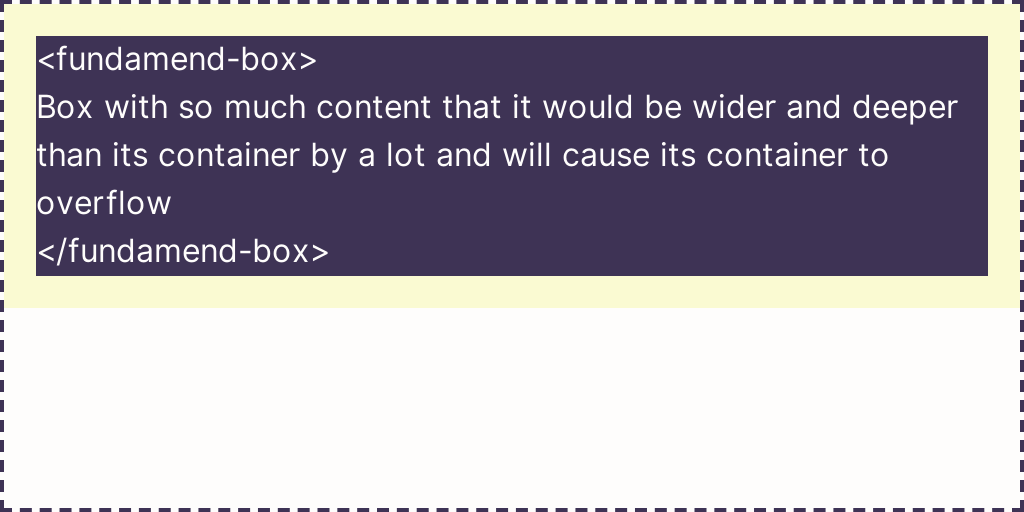 <fundamend-box>
Box with so much content that it would be wider and deeper
than its container by a lot and will cause its container to
overflow
</fundamend-box>